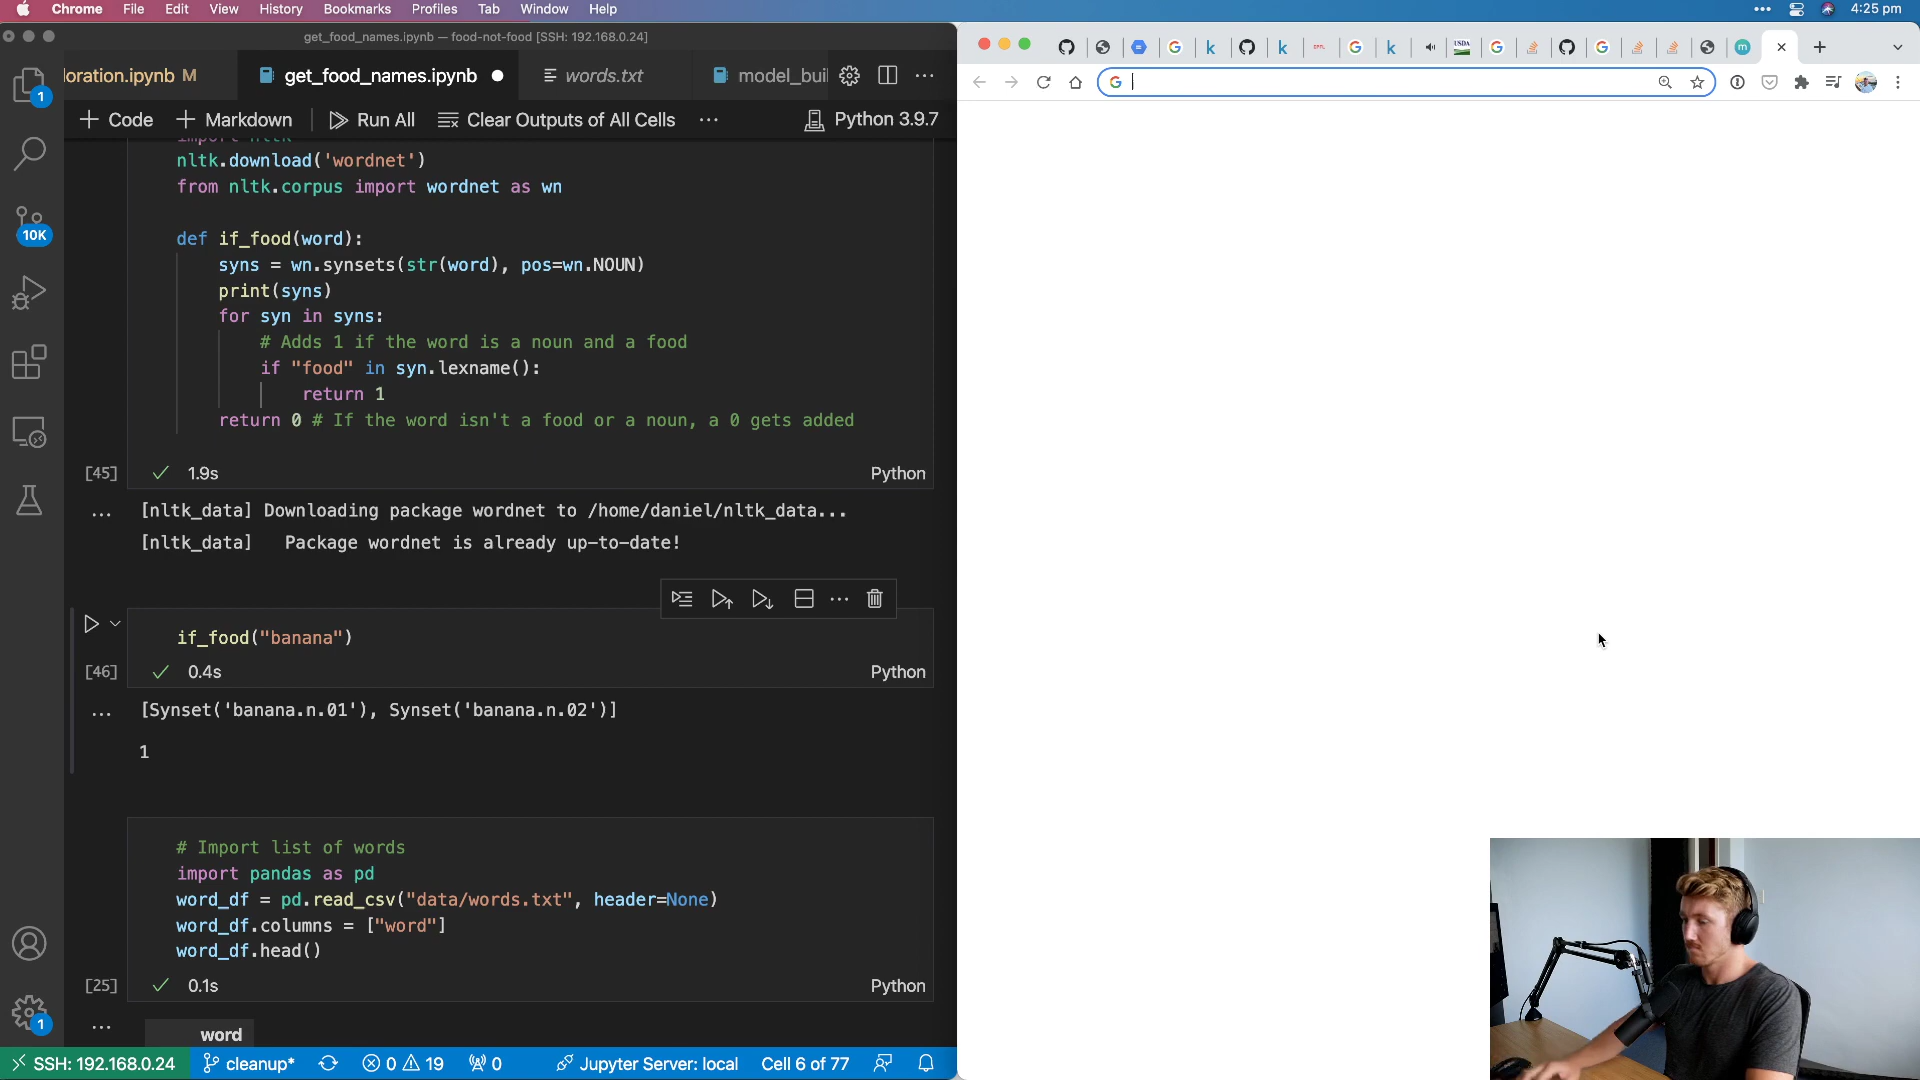 Chrome File Edit View History Bookmarks Profiles Tab Window Help 4:25 pm
get_food_names.ipynb — food-not-food [SSH: 192.168.0.24]
loration.ipynb M get_food_names.ipynb words.txt model_bui
Code Markdown Run All Clear Outputs of All Cells Python 3.9.7
import nltk
nltk.download('wordnet')
from nltk.corpus import wordnet as wn
def if_food(word):
syns = wn.synsets(str(word), pos=wn.NOUN)
print(syns)
for syn in syns:
# Adds 1 if the word is a noun and a food
if "food" in syn.lexname():
return 1
return 0 # If the word isn't a food or a noun, a 0 gets added
[45] 1.9s Python
[nltk_data] Downloading package wordnet to /home/daniel/nltk_data...
[nltk_data] Package wordnet is already up-to-date!
if_food("banana")
[46] 0.4s Python
[Synset('banana.n.01'), Synset('banana.n.02')]
1
# Import list of words
import pandas as pd
word_df = pd.read_csv("data/words.txt", header=None)
word_df.columns = ["word"]
word_df.head()
[25] 0.1s Python
word
SSH: 192.168.0.24 cleanup* 0 19 0 Jupyter Server: local Cell 6 of 77
1
10K
1
USDA